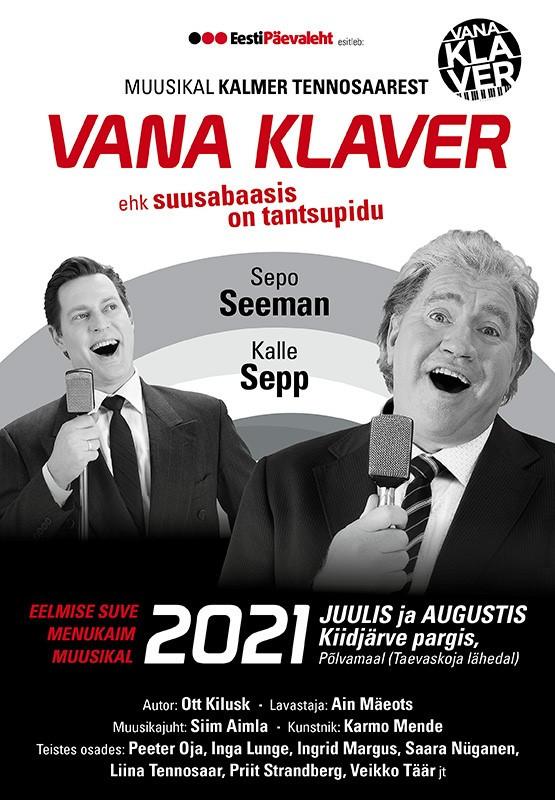 EestiPäevaleht esitleb:
VANA
KLA
VER
MUUSIKAL KALMER TENNOSAAREST
VANA KLAVER
ehk suusabaasis
on tantsupidu
Sepo
Seeman
Kalle
Sepp
EELMISE SUVE
MENUKAIM
MUUSIKAL
2021
JUULIS ja AUGUSTIS
Kiidjärve pargis,
Põlvamaal (Taevaskoja lähedal)
Autor: Ott Kilusk - Lavastaja: Ain Mäeots
Muusikajuht: Siim Aimla - Kunstnik: Karmo Mende
Teistes osades: Peeter Oja, Inga Lunge, Ingrid Margus, Saara Nüganen,
Liina Tennosaar, Priit Strandberg, Veikko Täär jt